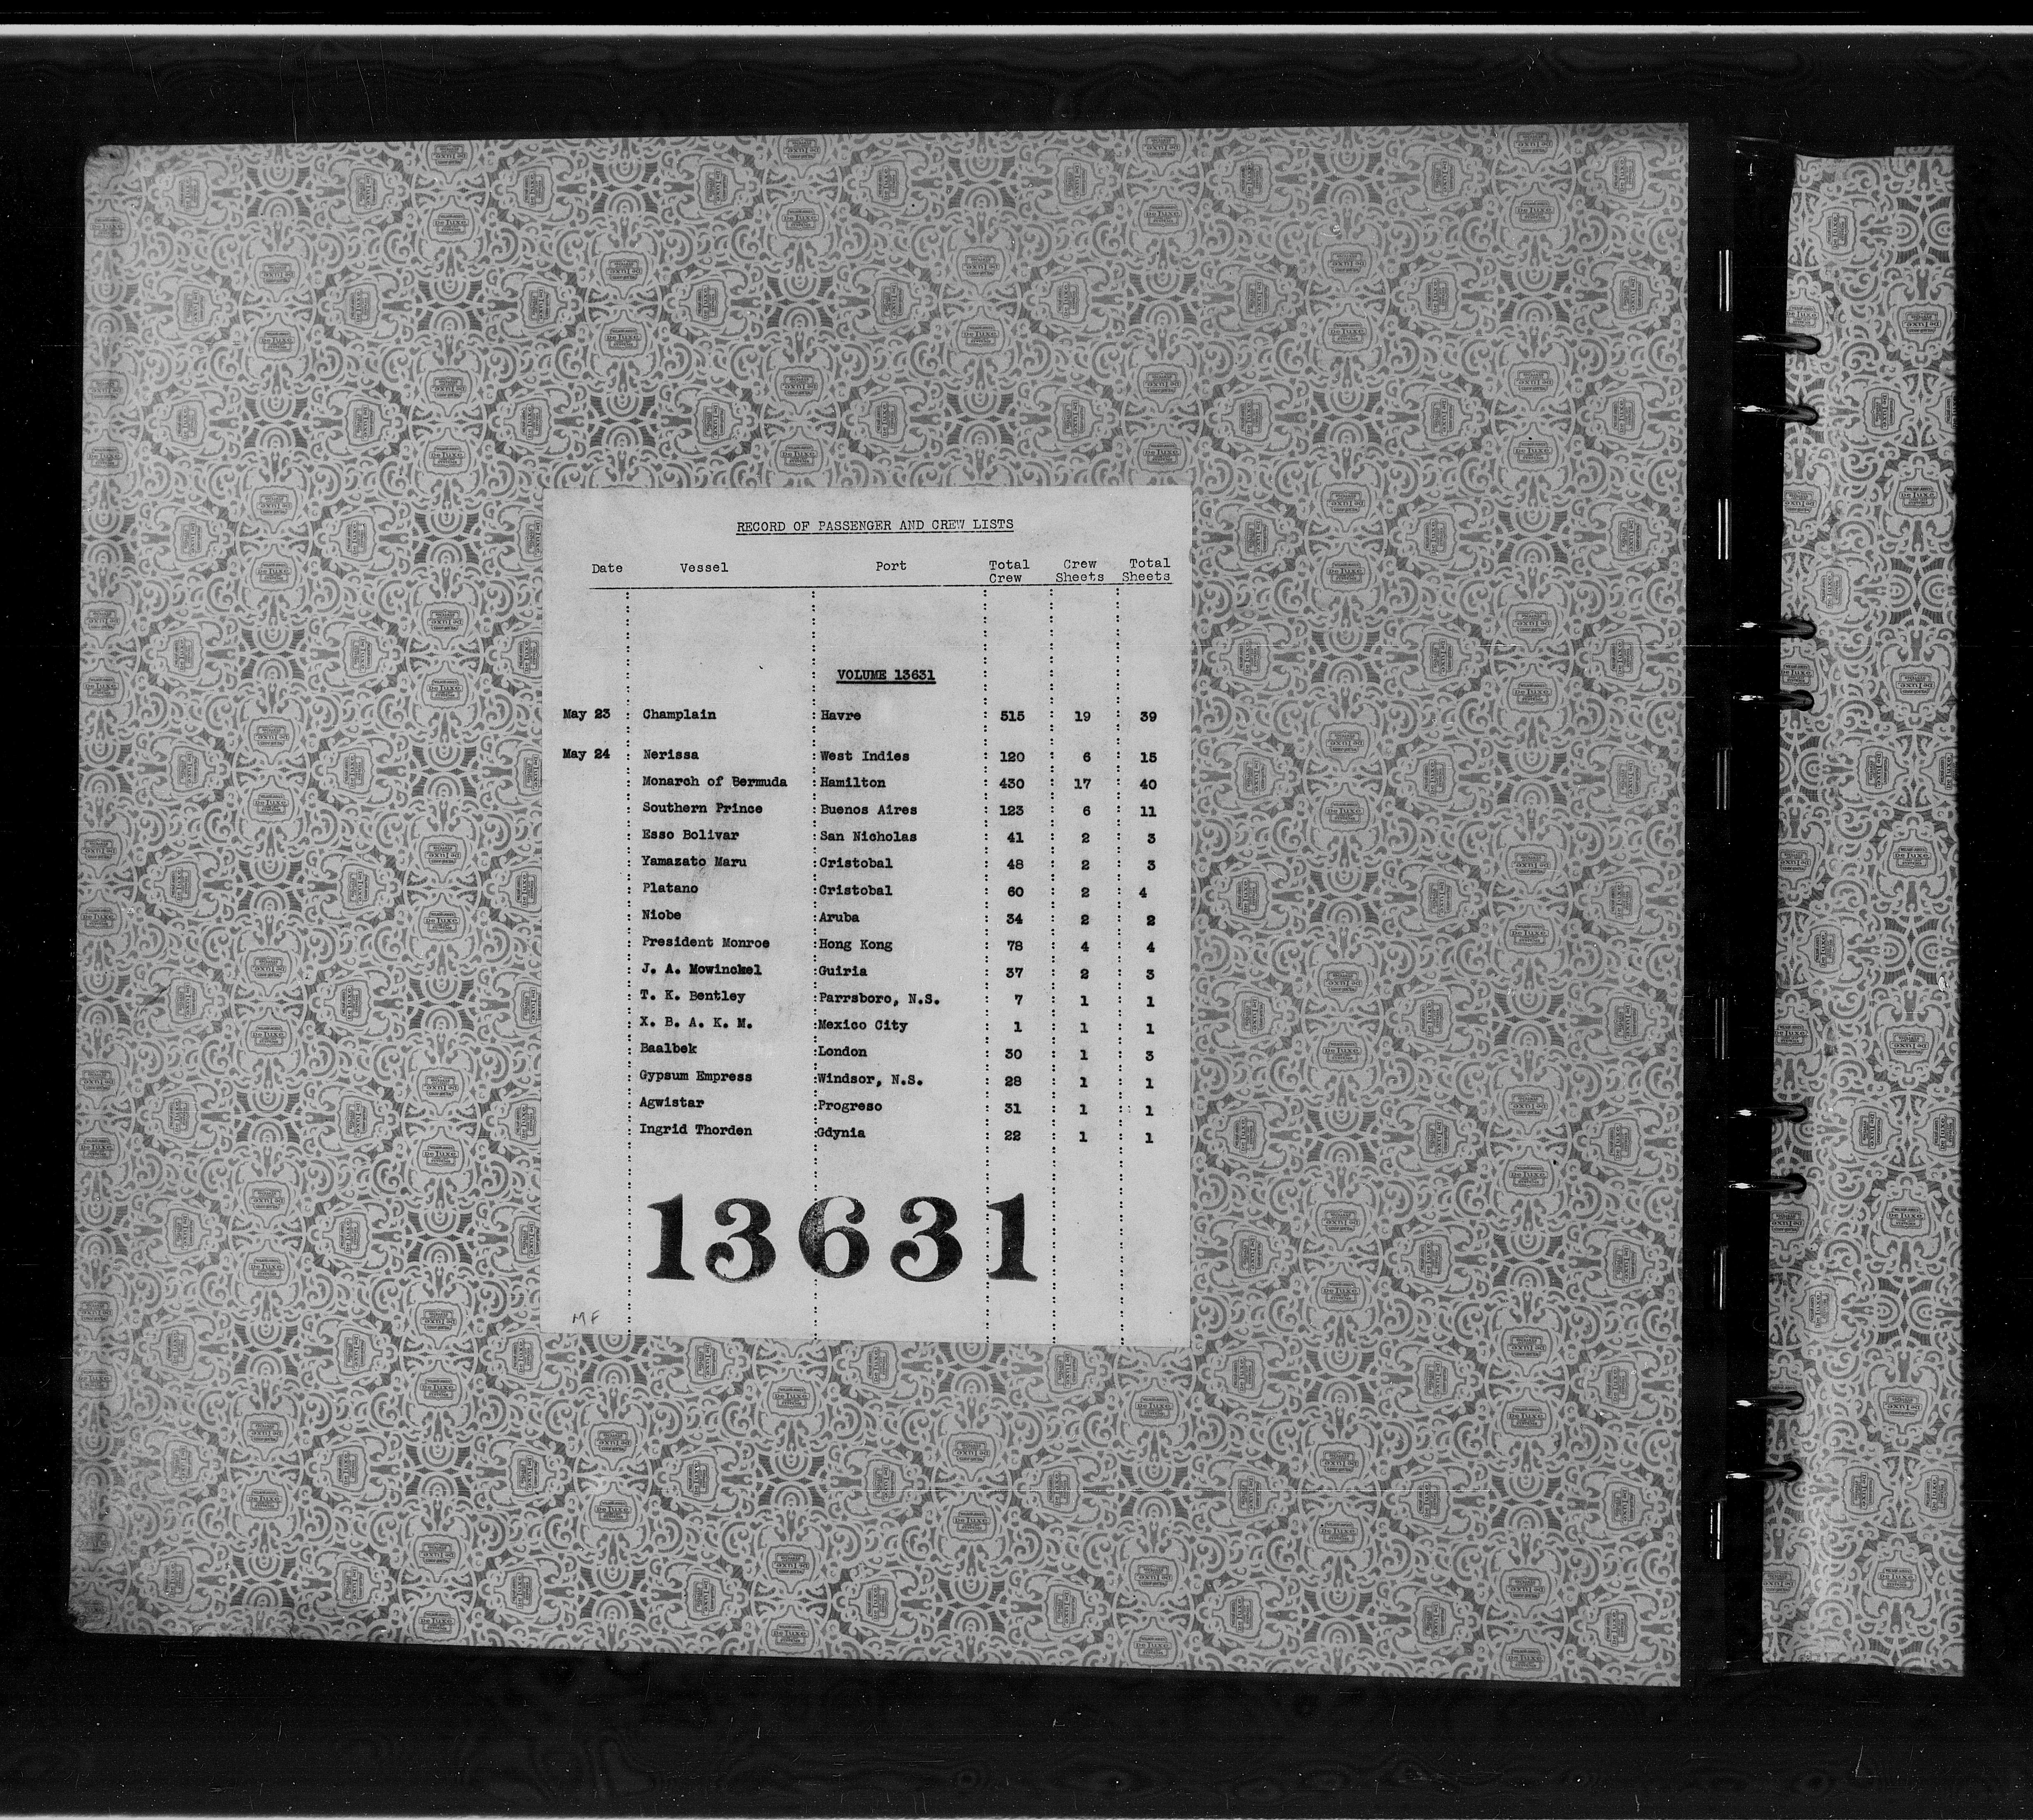 RECORD OF PASSENGER AND CREW LISTS
Date Vessel Port Total Crew Crew Sheets Total Sheets
VOLUME 13631
May 23 : Champlain : Havre : 515 : 19 : 39
May 24 : Nerissa : West Indies : 120 : 6 : 15
: Monarch of Bermuda : Hamilton : 430 : 17 : 40
: Southern Prince : Buenos Aires : 123 : 6 : 11
: Esso Bolivar : San Nicholas : 41 : 2 : 3
: Yamazato Maru : Cristobal : 48 : 2 : 3
: Platano : Cristobal : 60 : 2 : 4
: Niobe : Aruba : 34 : 2 : 2
: President Monroe : Hong Kong : 78 : 4 : 4
: J. A. Mowinckel : Guiria : 37 : 2 : 3
: T. K. Bentley : Parrsboro, N.S. : 7 : 1 : 1
: X. B. A. K. M. : Mexico City : 1 : 1 : 1
: Baalbek : London : 30 : 1 : 3
: Gypsum Empress : Windsor, N.S. : 28 : 1 : 1
: Agwistar : Progreso : 31 : 1 : 1
: Ingrid Thorden : Gdynia : 22 : 1 : 1
13631
MF
De Luxe